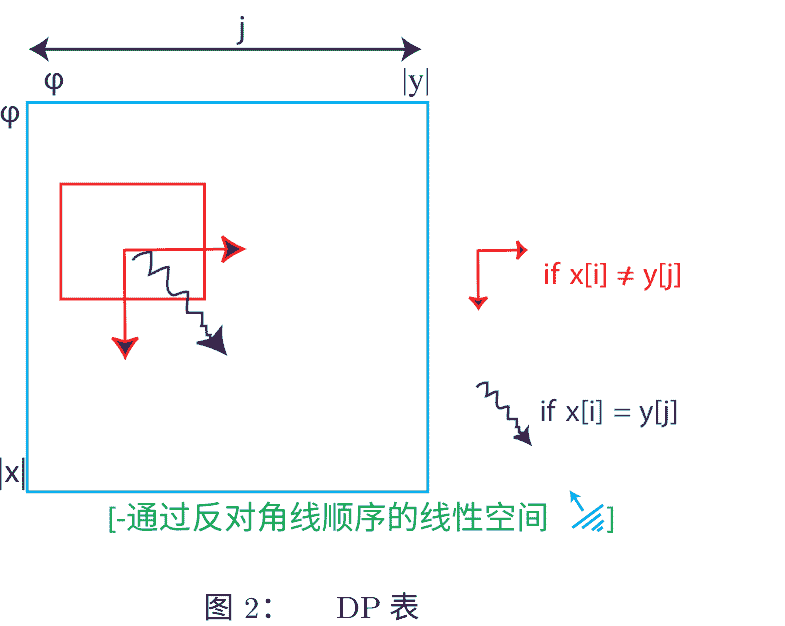 j
φ |y|
φ
if x[i] ≠ y[j]
if x[i] = y[j]
|x|
[-通过反对角线顺序的线性空间 ]
图 2： DP 表